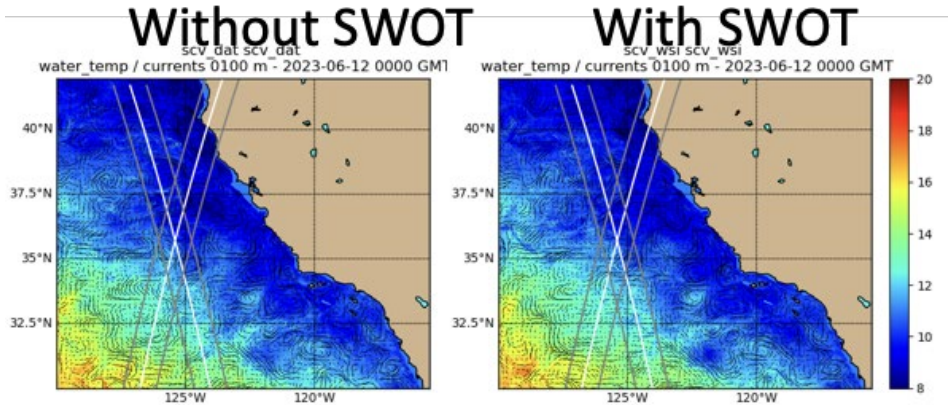 Without SWOT
With SWOT
scv_dat scv_dat
scv_wsi scv_wsi
water_temp / currents 0100 m - 2023-06-12 0000 GMT
water_temp / currents 0100 m - 2023-06-12 0000 GMT
40°N
37.5°N
35°N
32.5°N
125°W
120°W
40°N
37.5°N
35°N
32.5°N
125°W
120°W
20
18
16
14
12
10
8